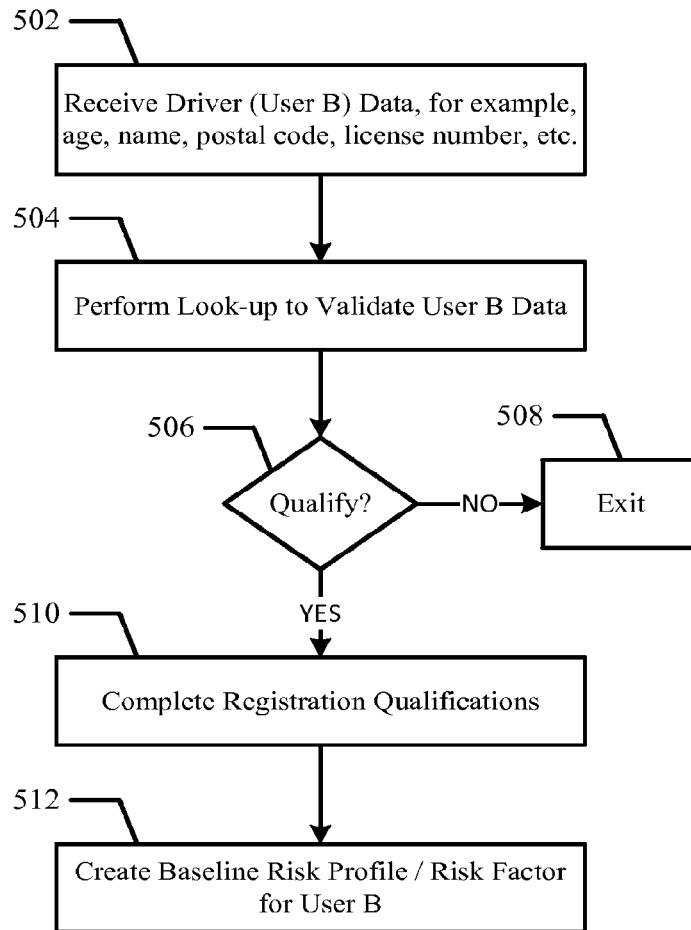 502
Receive Driver (User B) Data, for example,
age, name, postal code, license number, etc.
504
Perform Look-up to Validate User B Data
506
508
Qualify?
NO
Exit
YES
510
Complete Registration Qualifications
512
Create Baseline Risk Profile / Risk Factor
for User B